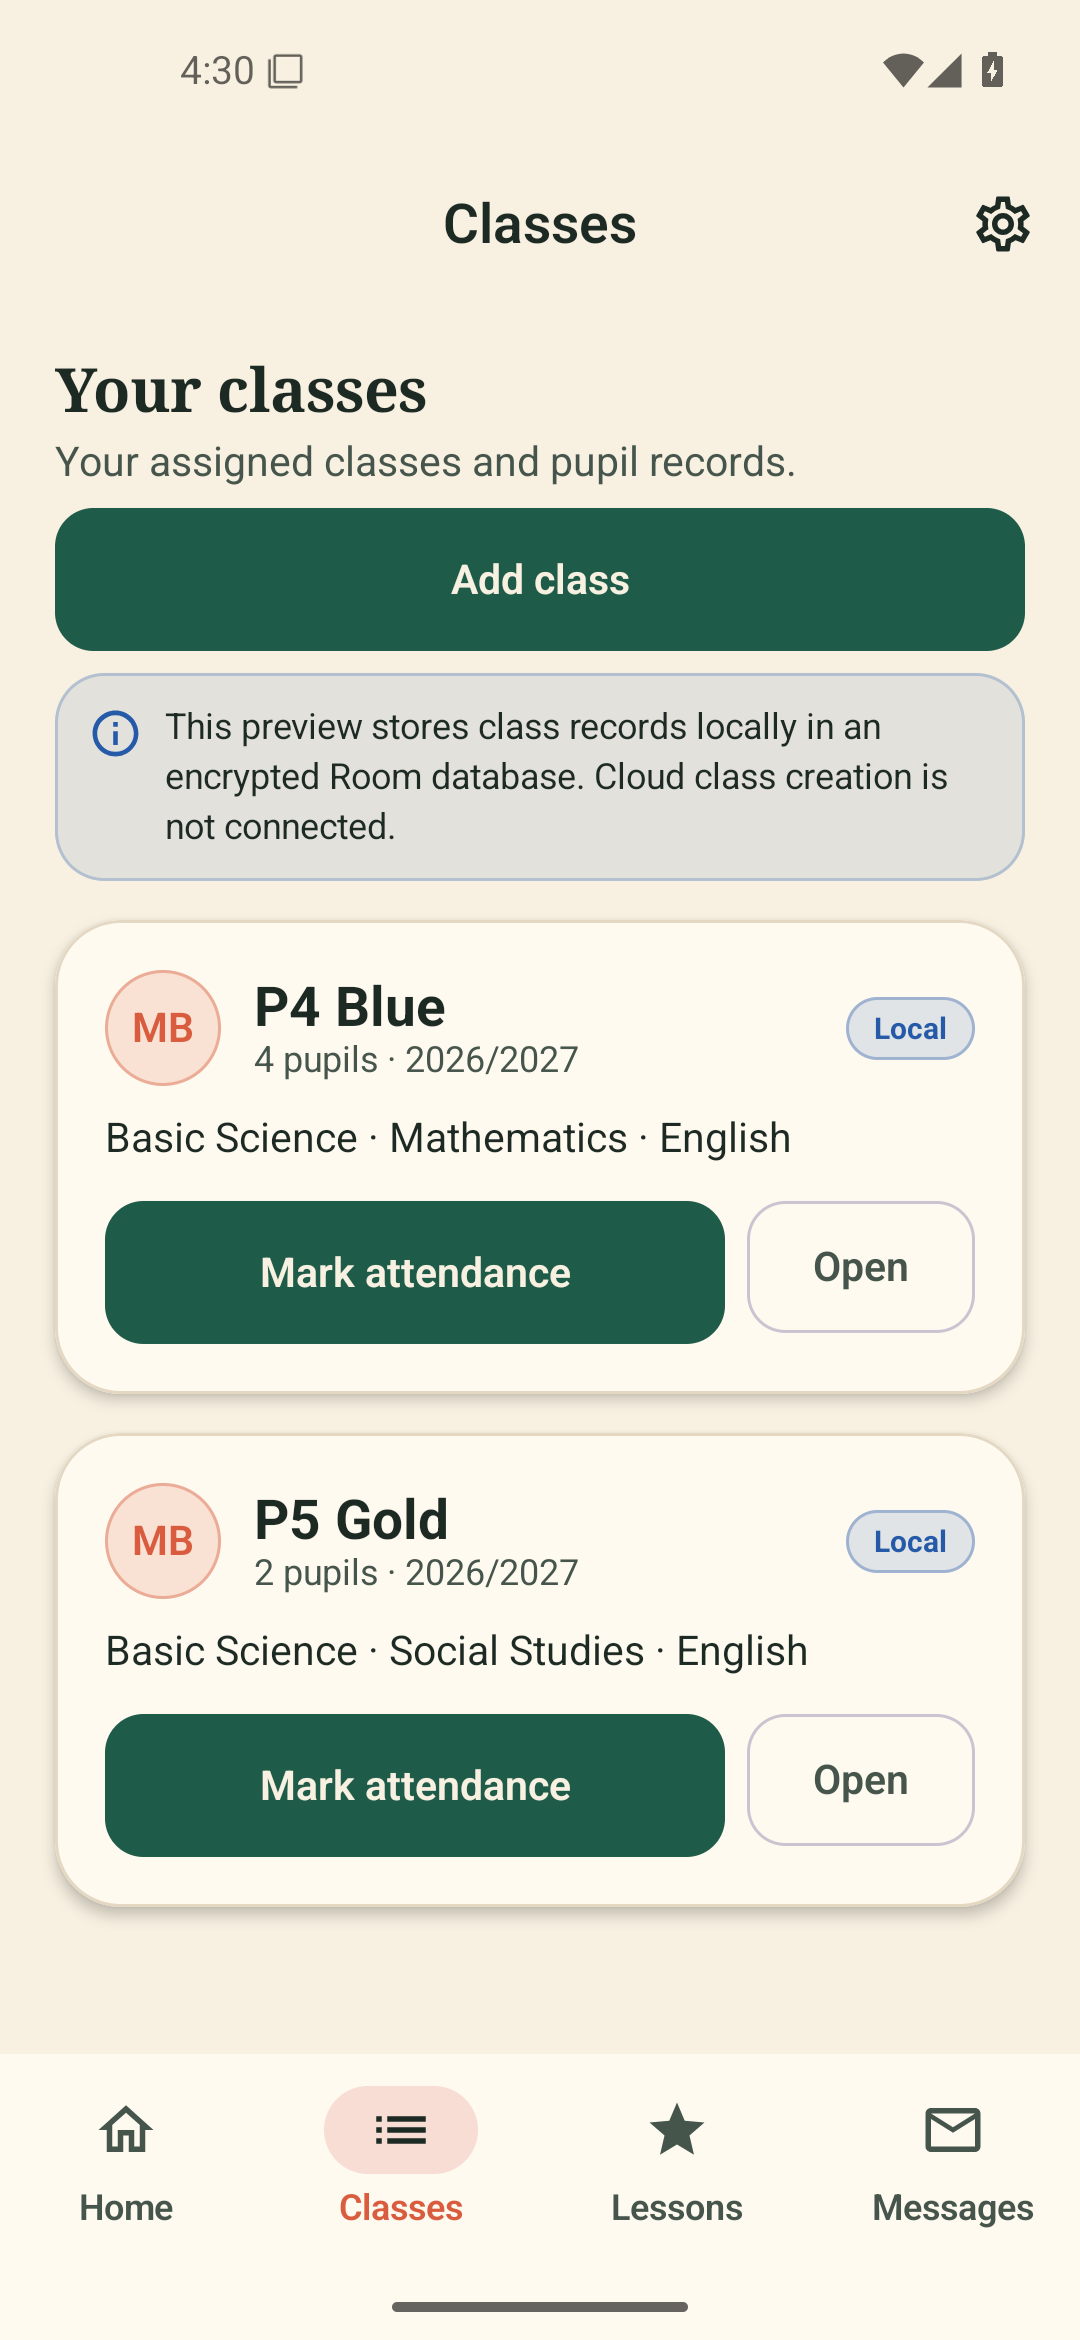 4:30
Classes
Your classes
Your assigned classes and pupil records.
Add class
This preview stores class records locally in an
encrypted Room database. Cloud class creation is
not connected.
MB
P4 Blue
4 pupils · 2026/2027
Local
Basic Science · Mathematics · English
Mark attendance
Open
MB
P5 Gold
2 pupils · 2026/2027
Local
Basic Science · Social Studies · English
Mark attendance
Open
Home
Classes
Lessons
Messages